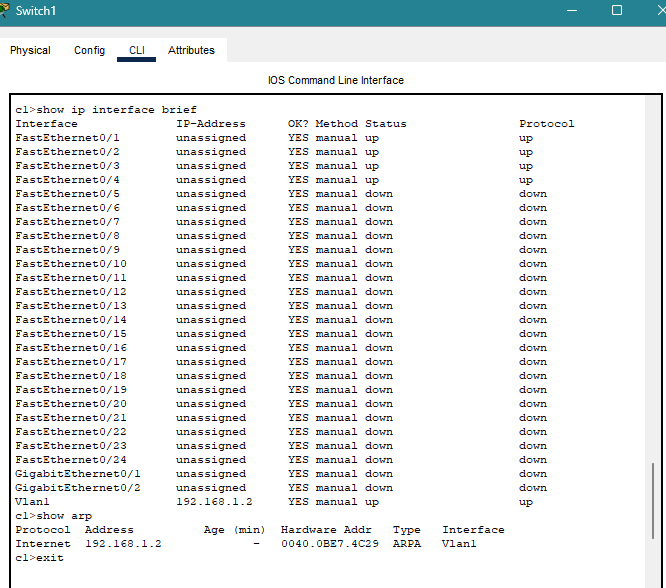 Switch1
Physical Config CLI Attributes
IOS Command Line Interface
cl>show ip interface brief
Interface IP-Address OK? Method Status Protocol
FastEthernet0/1 unassigned YES manual up up
FastEthernet0/2 unassigned YES manual up up
FastEthernet0/3 unassigned YES manual up up
FastEthernet0/4 unassigned YES manual up up
FastEthernet0/5 unassigned YES manual down down
FastEthernet0/6 unassigned YES manual down down
FastEthernet0/7 unassigned YES manual down down
FastEthernet0/8 unassigned YES manual down down
FastEthernet0/9 unassigned YES manual down down
FastEthernet0/10 unassigned YES manual down down
FastEthernet0/11 unassigned YES manual down down
FastEthernet0/12 unassigned YES manual down down
FastEthernet0/13 unassigned YES manual down down
FastEthernet0/14 unassigned YES manual down down
FastEthernet0/15 unassigned YES manual down down
FastEthernet0/16 unassigned YES manual down down
FastEthernet0/17 unassigned YES manual down down
FastEthernet0/18 unassigned YES manual down down
FastEthernet0/19 unassigned YES manual down down
FastEthernet0/20 unassigned YES manual down down
FastEthernet0/21 unassigned YES manual down down
FastEthernet0/22 unassigned YES manual down down
FastEthernet0/23 unassigned YES manual down down
FastEthernet0/24 unassigned YES manual down down
GigabitEthernet0/1 unassigned YES manual down down
GigabitEthernet0/2 unassigned YES manual down down
Vlan1 192.168.1.2 YES manual up up
cl>show arp
Protocol Address Age (min) Hardware Addr Type Interface
Internet 192.168.1.2 - 0040.0BE7.4C29 ARPA Vlan1
cl>exit